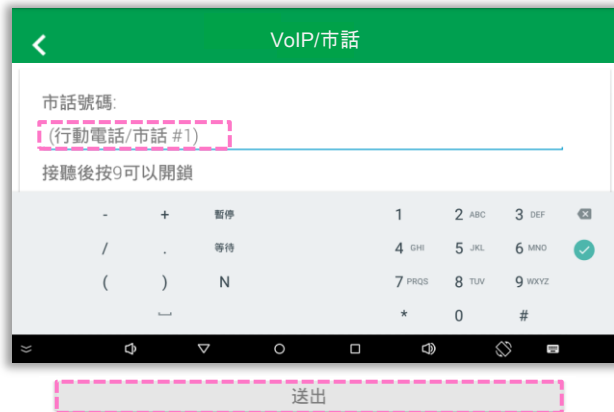 VoIP/市話
市話號碼:
(行動電話/市話 #1)
接聽後按9可以開鎖
- + 暫停 1 2 ABC 3 DEF
/ . 等待 4 GHI 5 JKL 6 MNO
( ) N 7 PRQS 8 TUV 9 WXYZ
* 0 #
送出